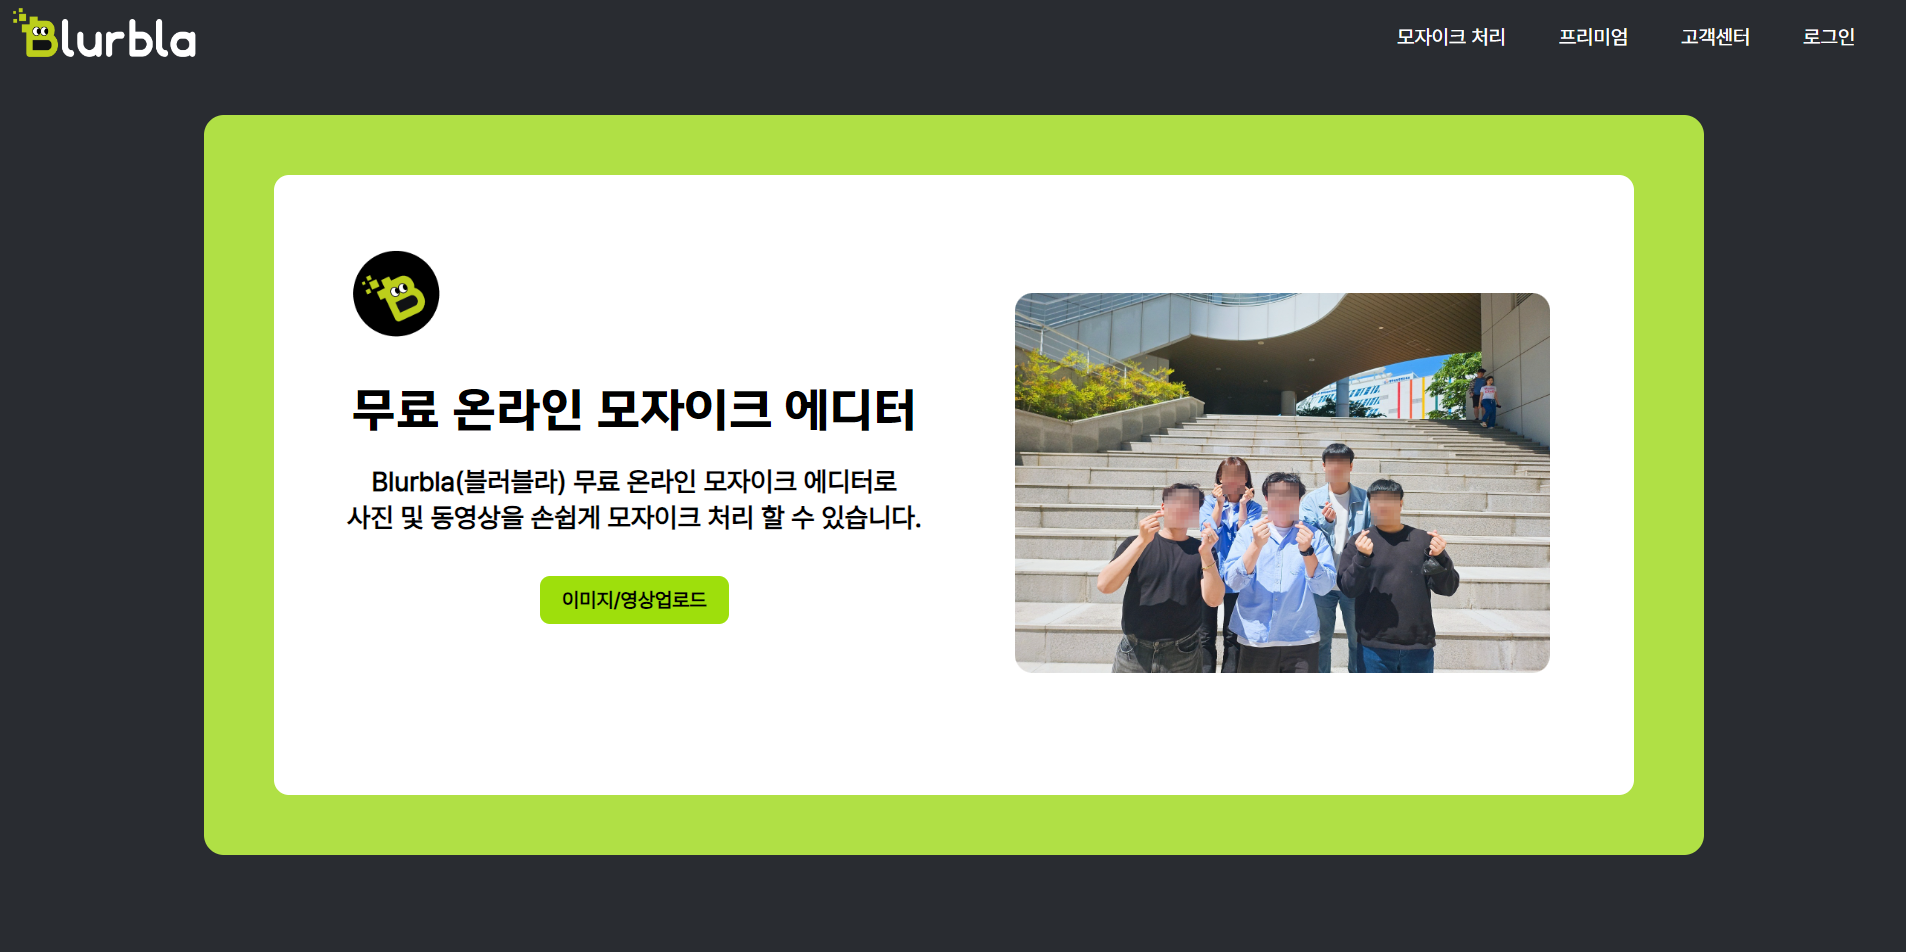 Blurbla
모자이크 처리
프리미엄
고객센터
로그인
무료 온라인 모자이크 에디터
Blurbla(블러블라) 무료 온라인 모자이크 에디터로
사진 및 동영상을 손쉽게 모자이크 처리 할 수 있습니다.
이미지/영상업로드